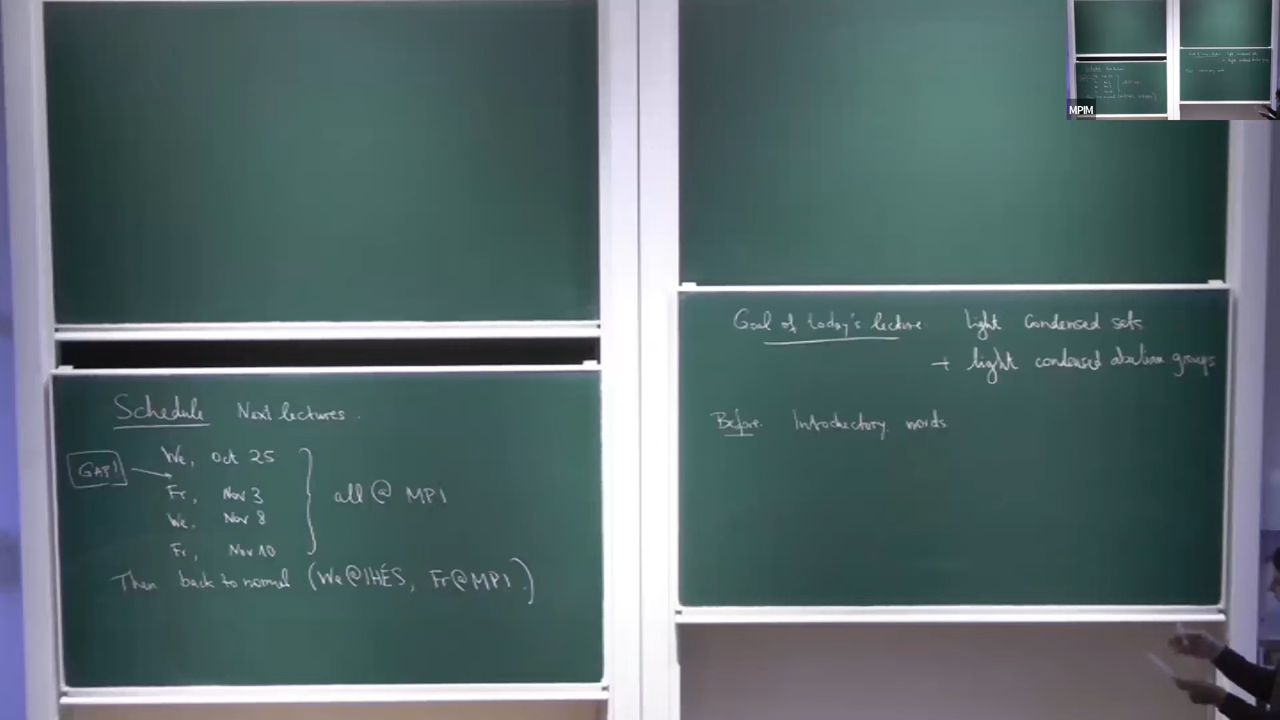 Schedule Next lectures.
GAP!
We, Oct 25
Fr, Nov 3
We, Nov 8
Fr, Nov 10
all @ MPI
Then back to normal (We@IHÉS, Fr@MPI.)
Goal of today's lecture. light condensed sets
+ light condensed abelian groups
Before. Introductory words
MPIM